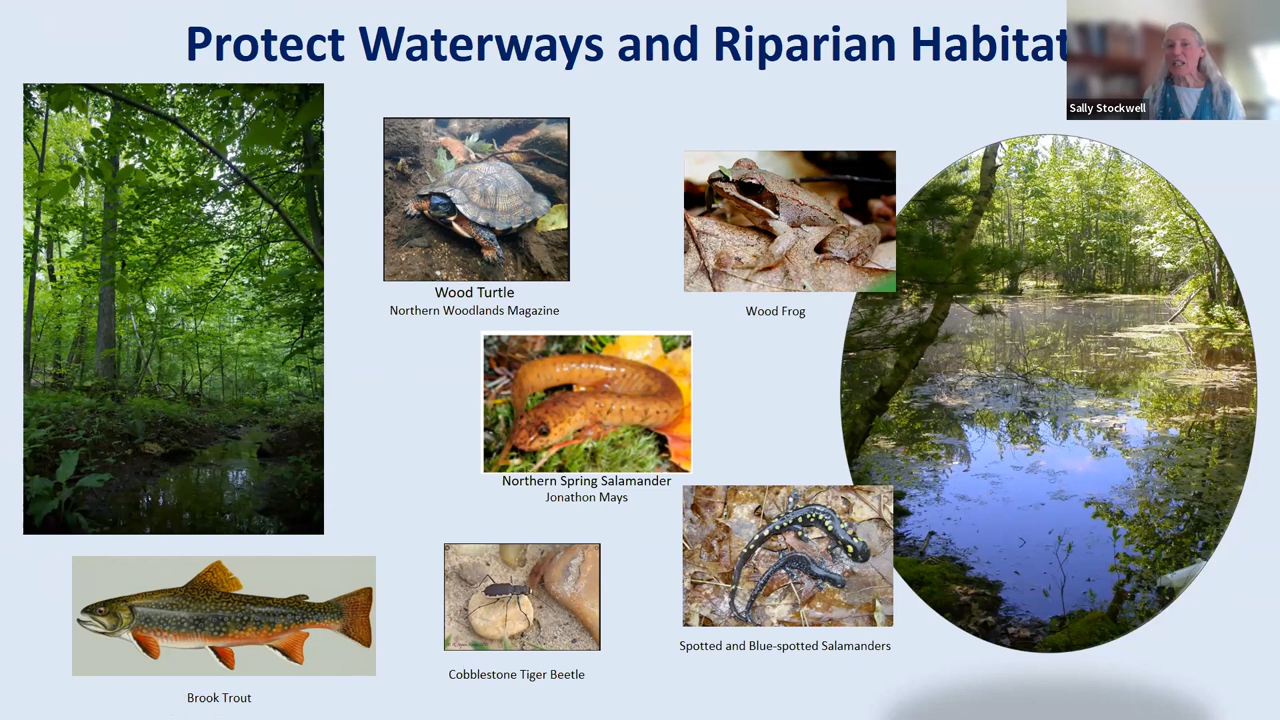 Protect Waterways and Riparian Habitat
Sally Stockwell
Wood Turtle
Northern Woodlands Magazine
Wood Frog
Northern Spring Salamander
Jonathon Mays
Spotted and Blue-spotted Salamanders
Cobblestone Tiger Beetle
Brook Trout